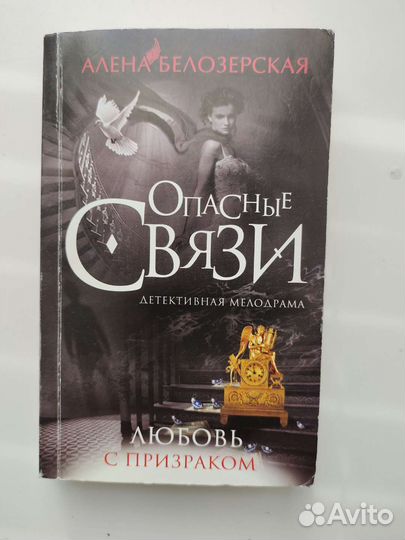 АЛЕНА БЕЛОЗЕРСКАЯ
ОПАСНЫЕ
СВЯЗИ
ДЕТЕКТИВНАЯ МЕЛОДРАМА
ЛЮБОВЬ
С ПРИЗРАКОМ
Avito